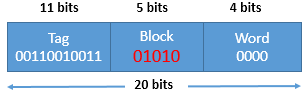 11 bits 5 bits 4 bits
Tag Block Word
00110010011 01010 0000
20 bits